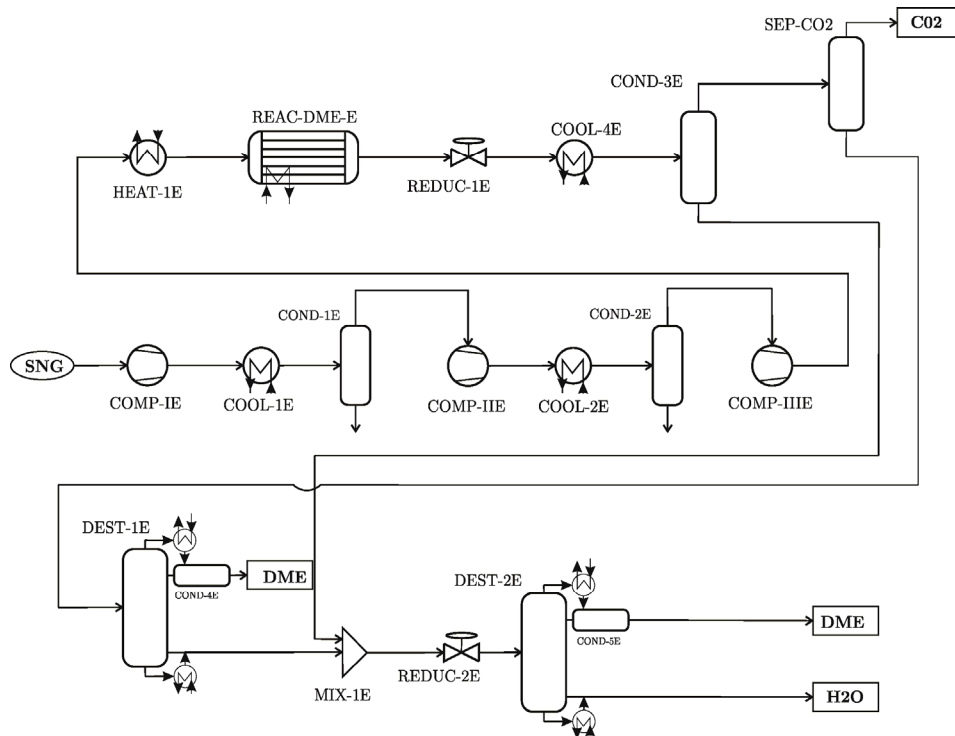 SEP-CO2
C02
COND-3E
REAC-DME-E
COOL-4E
HEAT-1E
REDUC-1E
COND-1E
COND-2E
SNG
COMP-IE
COOL-1E
COMP-IIE
COOL-2E
COMP-IIIE
DEST-1E
DME
COND-4E
DEST-2E
DME
COND-5E
MIX-1E
REDUC-2E
H2O